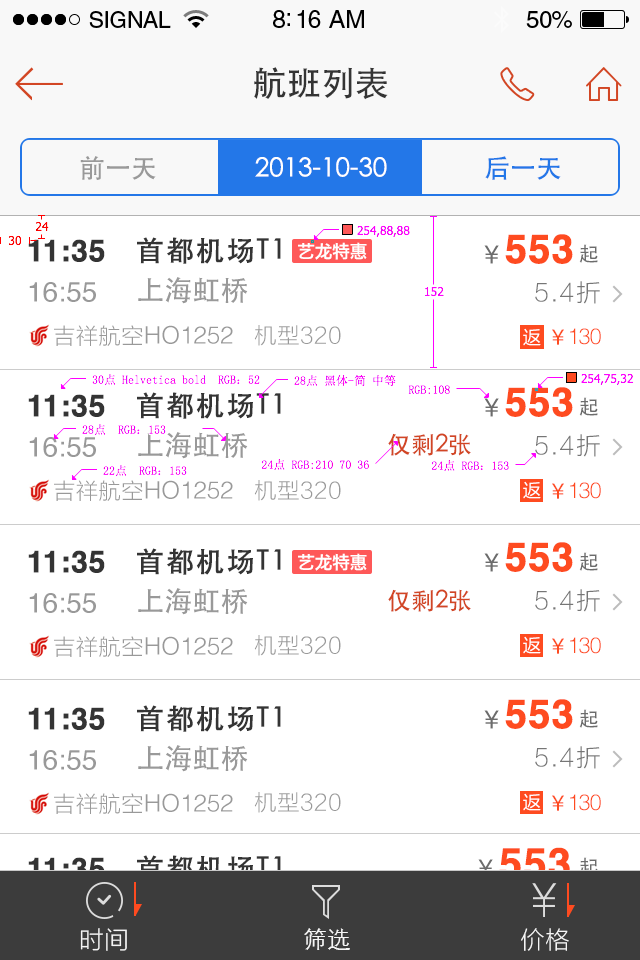 SIGNAL 8:16 AM 50%
航班列表
前一天 2013-10-30 后一天
24
30
254,88,88
11:35 首都机场T1 艺龙特惠 ¥553起
152
16:55 上海虹桥 5.4折
吉祥航空HO1252 机型320 返 ¥130
30点 Helvetica bold RGB: 52 28点 黑体-简 中等 254,75,32
RGB:108
11:35 首都机场T1 ¥553起
28点 RGB: 153
16:55 上海虹桥 仅剩2张 5.4折
22点 RGB: 153 24点 RGB:210 70 36 24点 RGB: 153
吉祥航空HO1252 机型320 返 ¥130
11:35 首都机场T1 艺龙特惠 ¥553起
16:55 上海虹桥 仅剩2张 5.4折
吉祥航空HO1252 机型320 返 ¥130
11:35 首都机场T1 ¥553起
16:55 上海虹桥 5.4折
吉祥航空HO1252 机型320 返 ¥130
11:35 首都机场T1 ¥553起
时间 筛选 价格